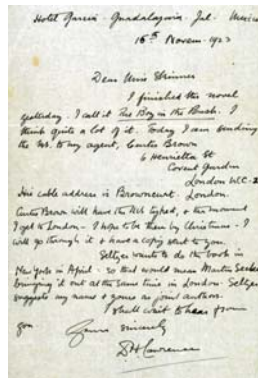 Hotel Garcia - Guadalajara - Jal - Mexico
15th Novem. 1923
Dear Miss Skinner
I finished the novel
yesterday. I call it The Boy in the Bush. I
think quite a lot of it. Today I am sending
the MS. to my agent, Curtis Brown
6 Henrietta St
Covent Garden
London W.C. 2
His cable address is Browncurt. London.
Curtis Brown will have the MS typed, & the moment
I get to London - I hope to be there by Christmas - I
will go through it & have a copy sent to you.
Seltzer wants to do the book in
New York in April - so that would mean Martin Secker
bringing it out at the same time in London. Seltzer
suggests my name & yours as joint authors.
I shall wait to hear from
you
Yours Sincerely
D H Lawrence